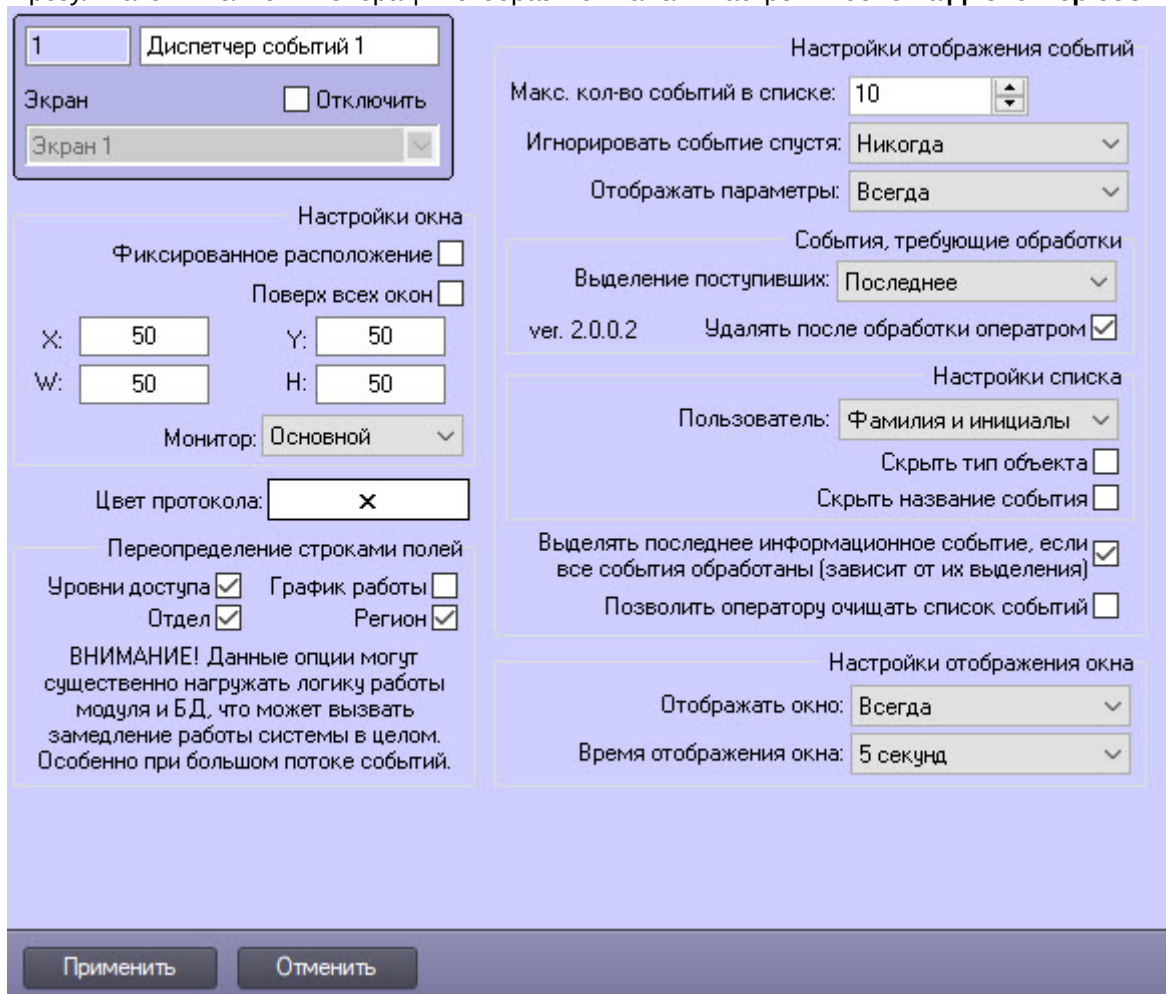 1
Диспетчер событий 1
Экран
Отключить
Экран 1
Настройки окна
Фиксированное расположение
Поверх всех окон
X: 50 Y: 50
W: 50 H: 50
Монитор: Основной
Цвет протокола: X
Переопределение строками полей
Уровни доступа График работы
Отдел Регион
ВНИМАНИЕ! Данные опции могут
существенно нагружать логику работы
модуля и БД, что может вызвать
замедление работы системы в целом.
Особенно при большом потоке событий.
Настройки отображения событий
Макс. кол-во событий в списке: 10
Игнорировать событие спустя: Никогда
Отображать параметры: Всегда
События, требующие обработки
Выделение поступивших: Последнее
ver. 2.0.0.2 Удалять после обработки оператром
Настройки списка
Пользователь: Фамилия и инициалы
Скрыть тип объекта
Скрыть название события
Выделять последнее информационное событие, если
все события обработаны (зависит от их выделения)
Позволить оператору очищать список событий
Настройки отображения окна
Отображать окно: Всегда
Время отображения окна: 5 секунд
Применить
Отменить